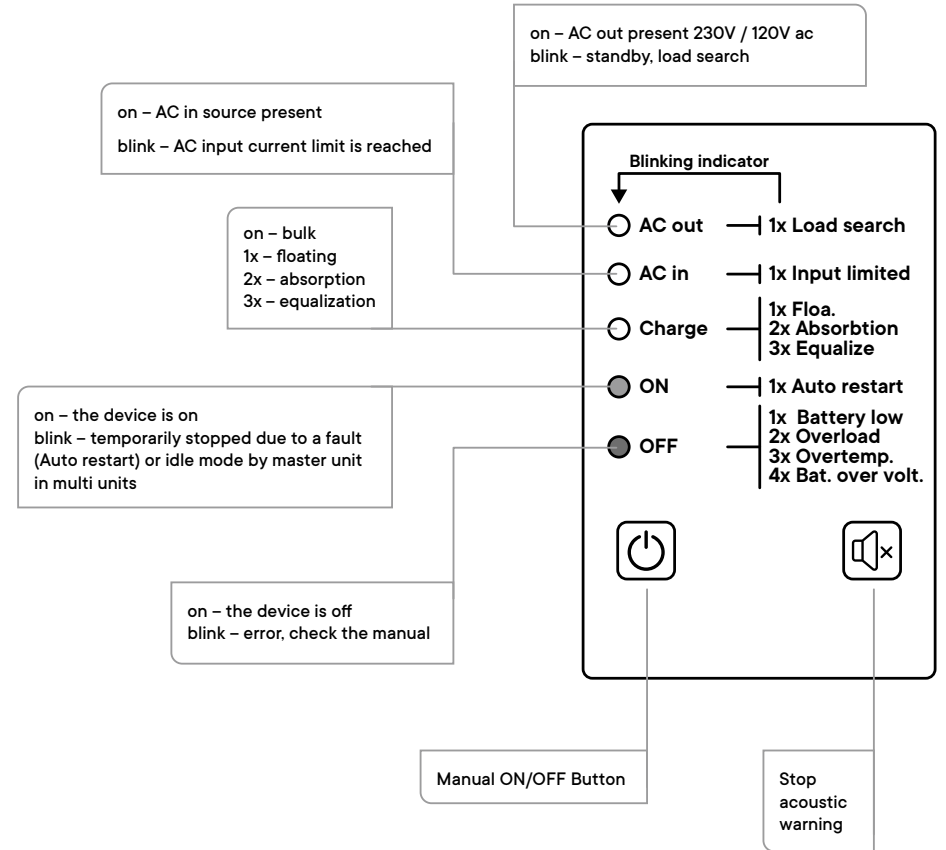 on – AC out present 230V / 120V ac
blink – standby, load search
on – AC in source present
blink – AC input current limit is reached
on – bulk
1x – floating
2x – absorption
3x – equalization
on – the device is on
blink – temporarily stopped due to a fault
(Auto restart) or idle mode by master unit
in multi units
on – the device is off
blink – error, check the manual
Blinking indicator
AC out
1x Load search
AC in
1x Input limited
Charge
1x Floa.
2x Absorbtion
3x Equalize
ON
1x Auto restart
OFF
1x Battery low
2x Overload
3x Overtemp.
4x Bat. over volt.
Manual ON/OFF Button
Stop
acoustic
warning